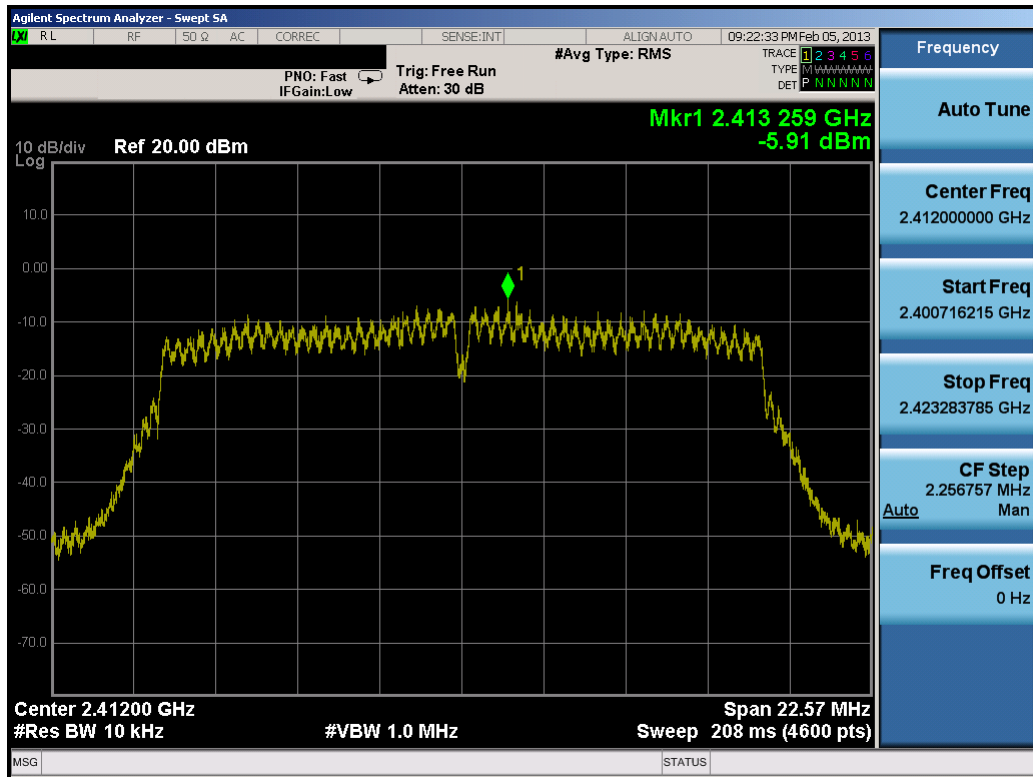 Agilent Spectrum Analyzer - Swept SA
LXI RL RF 50 Ω AC CORREC SENSE:INT ALIGN AUTO 09:22:33 PM Feb 05, 2013
#Avg Type: RMS
TRACE 1 2 3 4 5 6
PNO: Fast Trig: Free Run
TYPE M W W W W W
IFGain:Low Atten: 30 dB
DET P N N N N N
Mkr1 2.413 259 GHz
-5.91 dBm
10 dB/div Ref 20.00 dBm
Log
10.0
0.00
1
-10.0
-20.0
-30.0
-40.0
-50.0
-60.0
-70.0
Center 2.41200 GHz Span 22.57 MHz
#Res BW 10 kHz #VBW 1.0 MHz Sweep 208 ms (4600 pts)
MSG STATUS
Frequency
Auto Tune
Center Freq
2.412000000 GHz
Start Freq
2.400716215 GHz
Stop Freq
2.423283785 GHz
CF Step
2.256757 MHz
Auto Man
Freq Offset
0 Hz